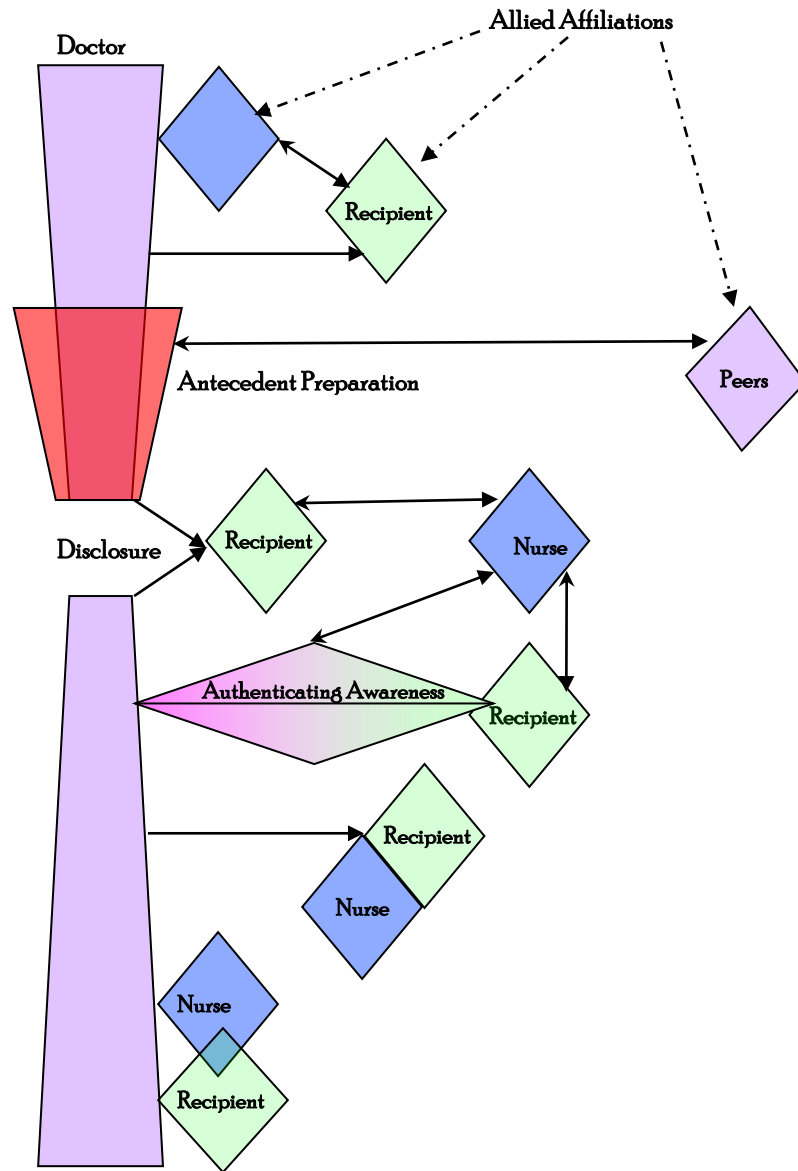 Allied Affiliations
Doctor
Recipient
Peers
Antecedent Preparation
Recipient
Nurse
Disclosure
Authenticating Awareness
Recipient
Recipient
Nurse
Nurse
Recipient